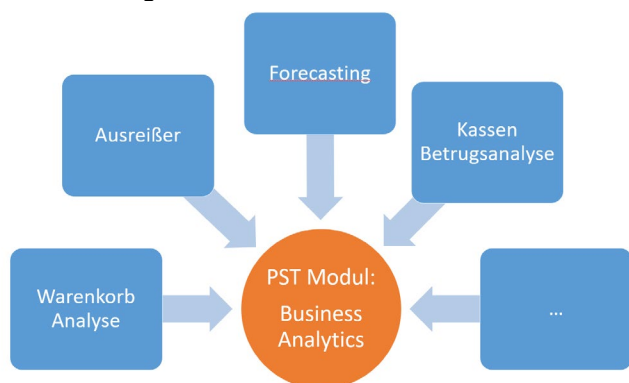 Forecasting
Ausreißer
Kassen
Betrugsanalyse
Warenkorb
Analyse
PST Modul:
Business
Analytics
...